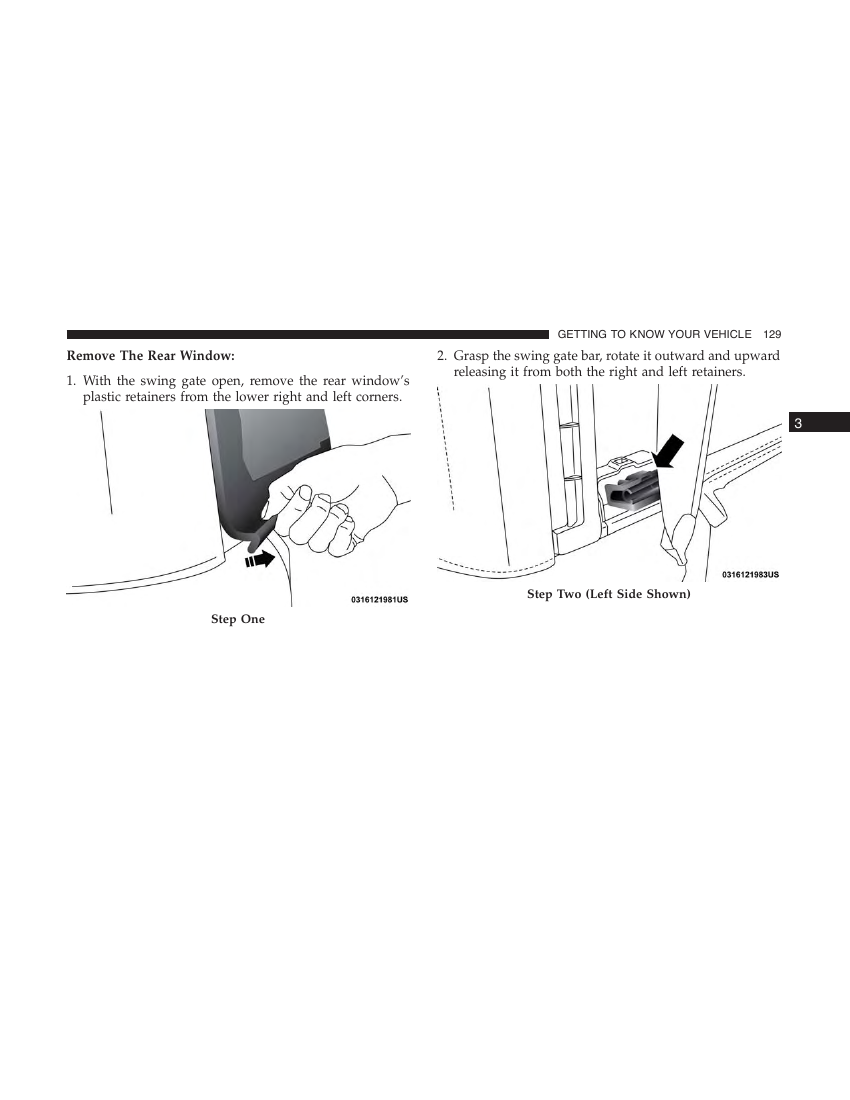 GETTING TO KNOW YOUR VEHICLE 129
Remove The Rear Window:
1. With the swing gate open, remove the rear window’s
plastic retainers from the lower right and left corners.
0316121981US
Step One
2. Grasp the swing gate bar, rotate it outward and upward
releasing it from both the right and left retainers.
0316121983US
Step Two (Left Side Shown)
3